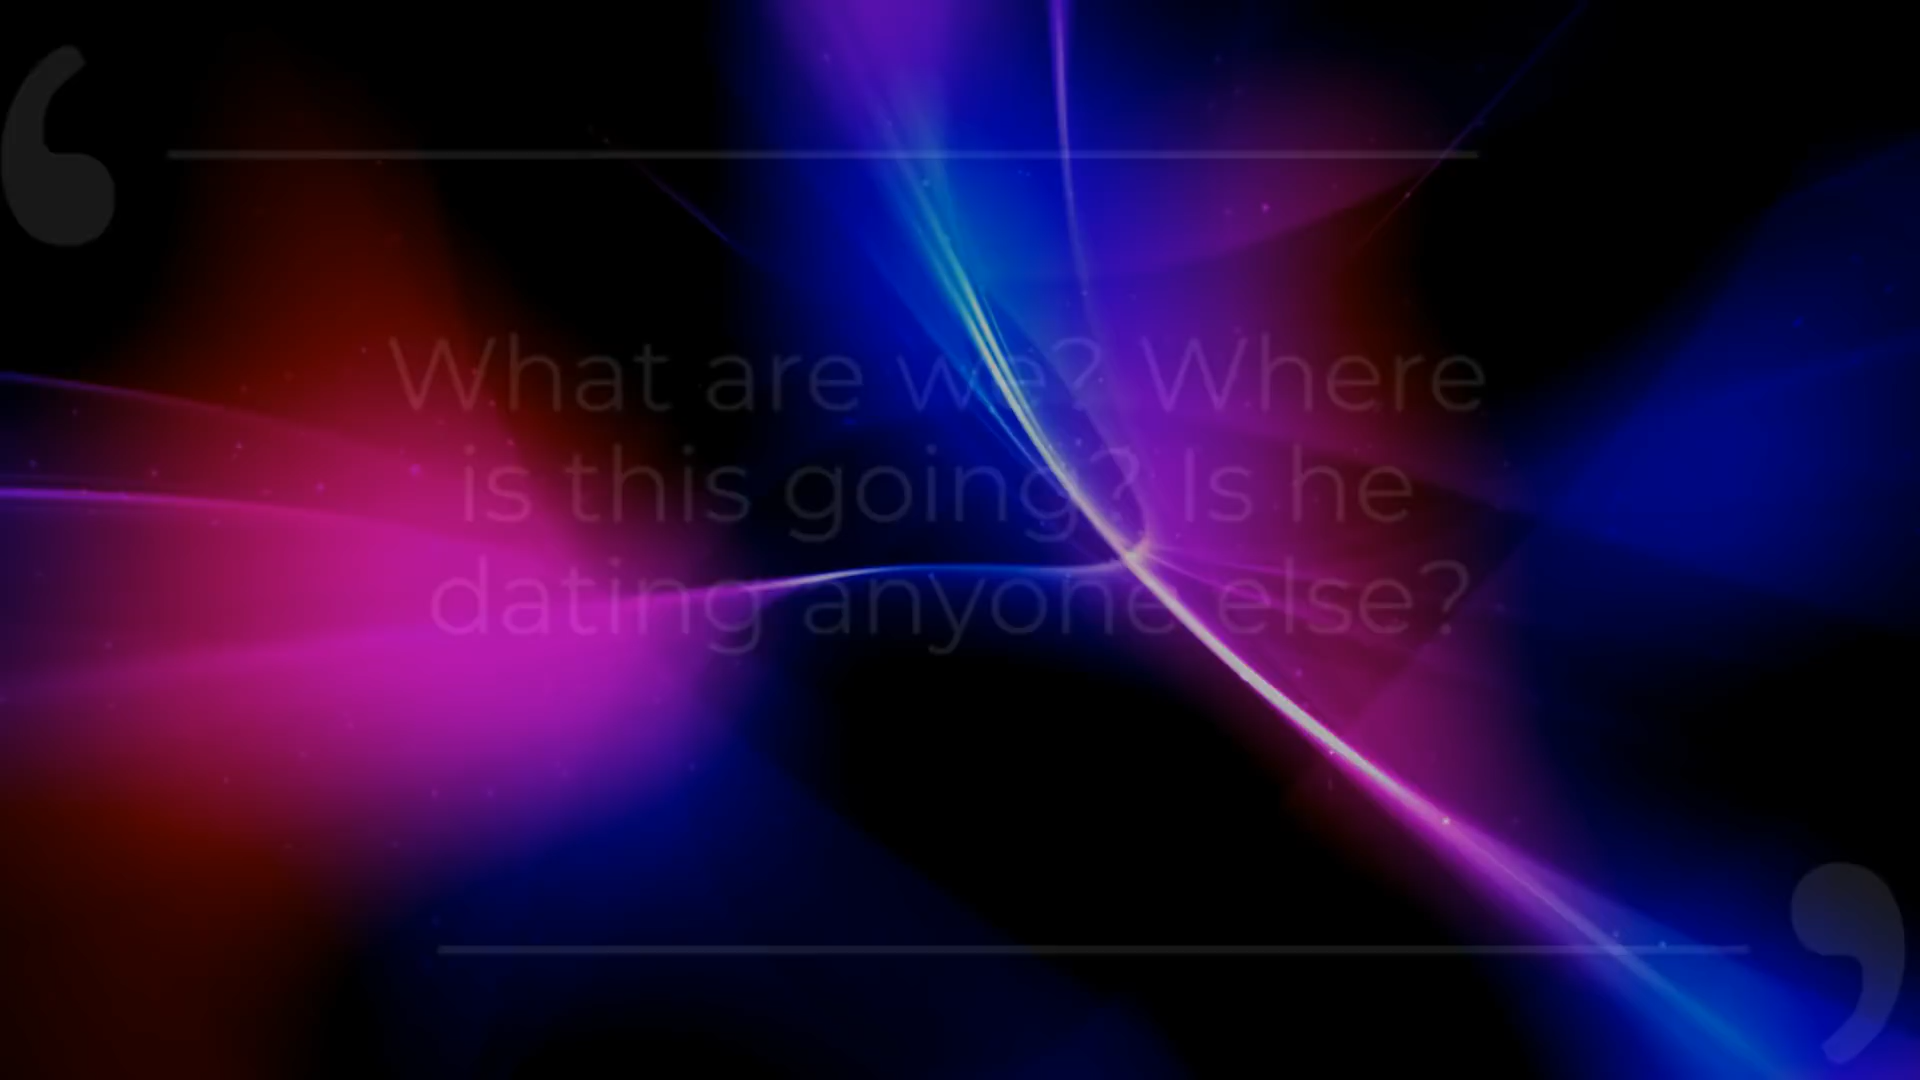 What are we? Where
is this going? Is he
dating anyone else?